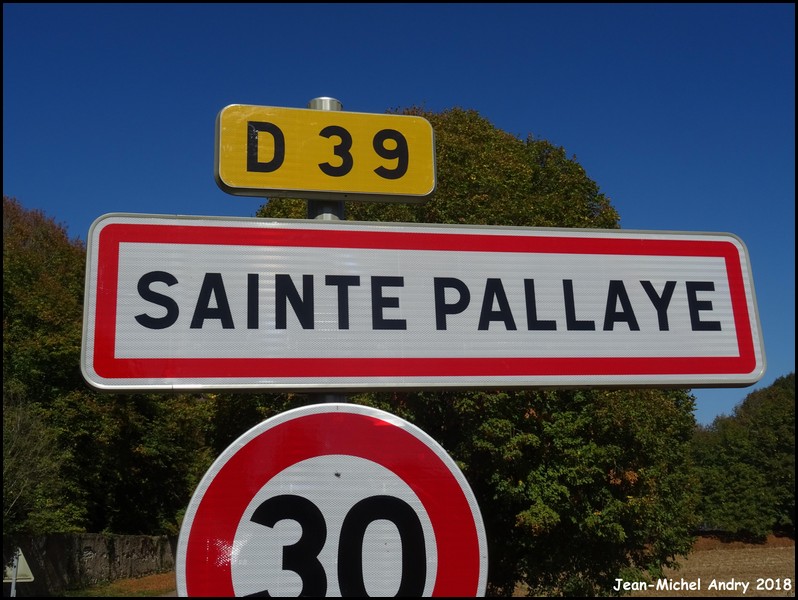 D 39
SAINTE PALLAYE
30
Jean-Michel Andry 2018